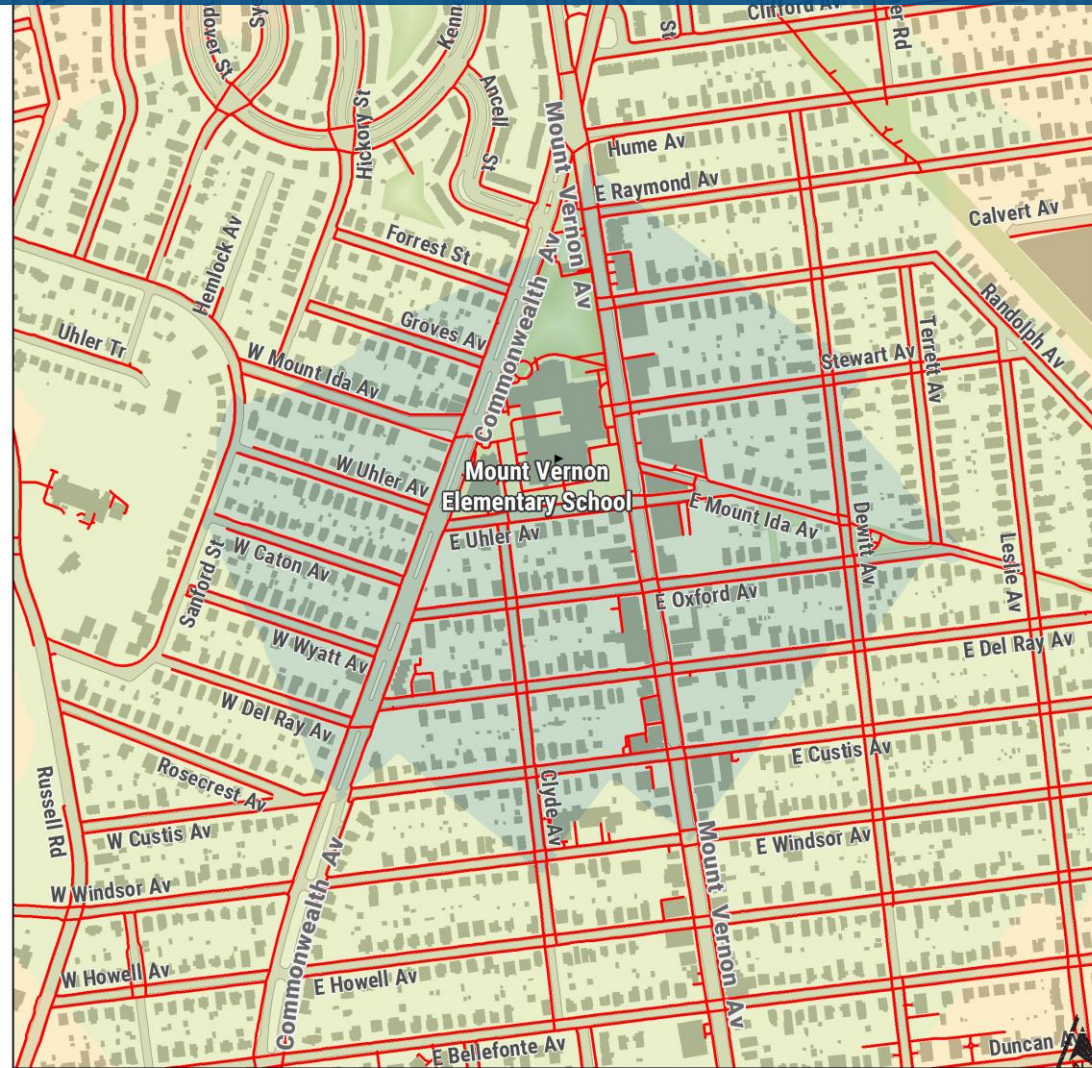 Clifford Av
St
Hickory St
Ancell
St
Mount Vernon Av
Hume Av
E Raymond Av
Calvert Av
Hemlock Av
Forrest St
Commonwealth Av
Groves Av
Randolph Av
Uhler Tr
W Mount Ida Av
Stewart Av
Terrett Av
W Uhler Av
Mount Vernon
Elementary School
E Mount Ida Av
E Uhler Av
Dewitt Av
Leslie Av
W Caton Av
Sanford St
E Oxford Av
W Wyatt Av
E Del Ray Av
W Del Ray Av
E Custis Av
Rosecrest Av
Russell Rd
Clyde Av
W Custis Av
E Windsor Av
Mount Vernon Av
W Windsor Av
Commonwealth Av
W Howell Av
E Howell Av
E Bellefonte Av
Duncan